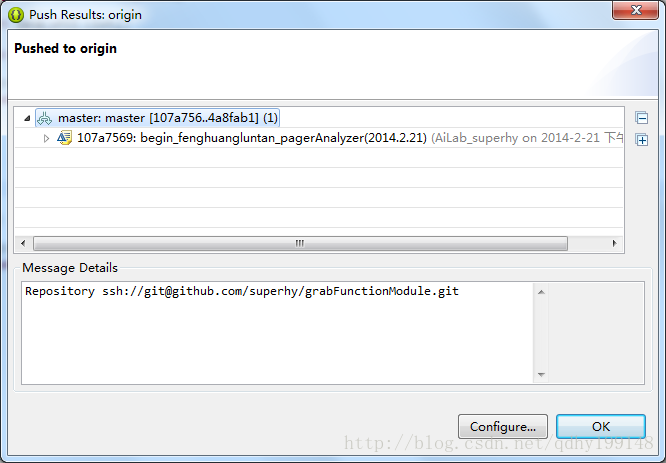 Push Results: origin
Pushed to origin
master: master [107a756..4a8fab1] (1)
107a7569: begin_fenghuangluntan_pagerAnalyzer(2014.2.21) (AiLab_superhy on 2014-2-21 下午
Message Details
Repository ssh://git@github.com/superhy/grabFunctionModule.git
Configure... OK
http://blog.csdn.net/qdhy199148